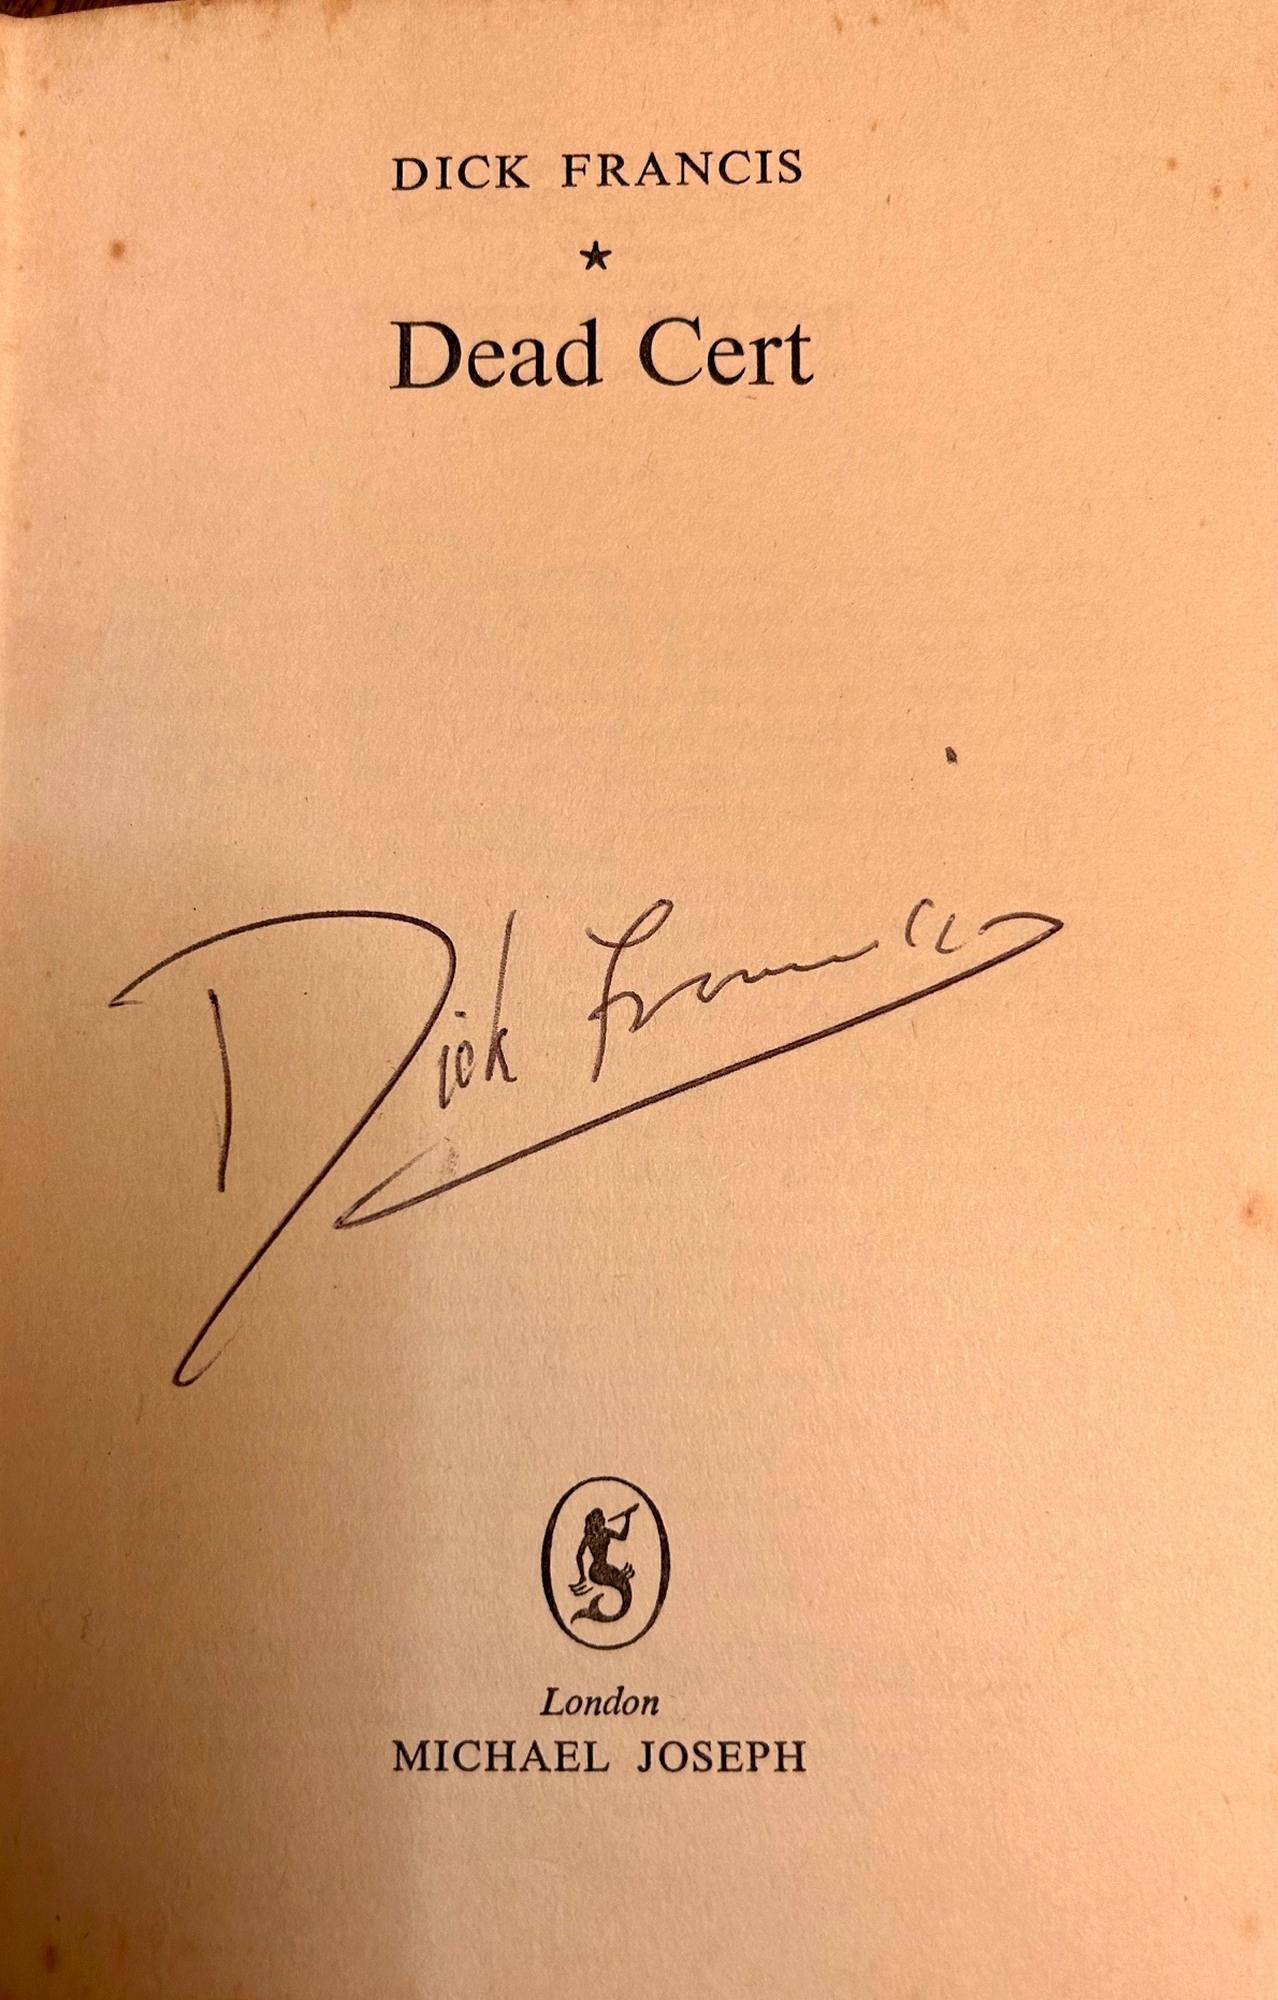 DICK FRANCIS
Dead Cert
Dick Francis
London
MICHAEL JOSEPH